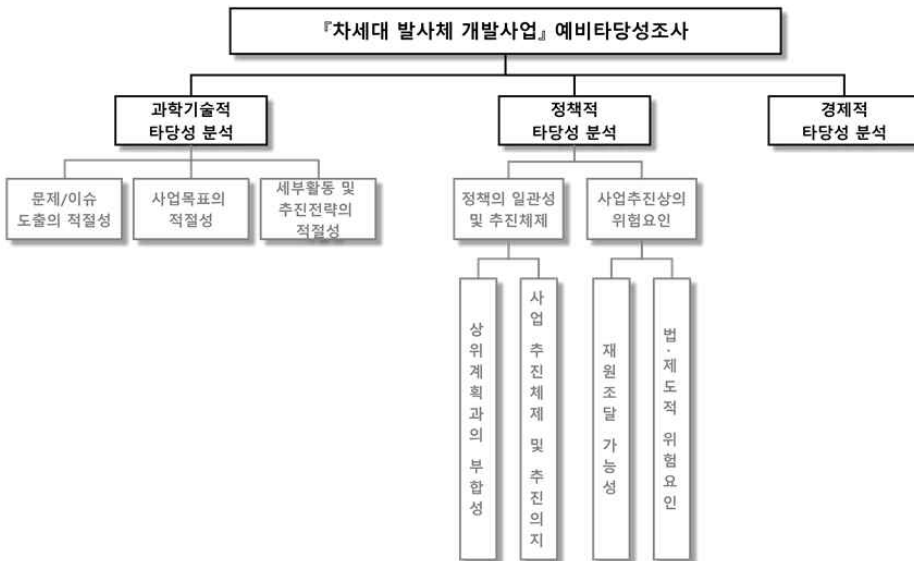 『차세대 발사체 개발사업』 예비타당성조사
과학기술적
타당성 분석
정책적
타당성 분석
경제적
타당성 분석
문제/이슈
도출의 적절성
사업목표의
적절성
세부활동 및
추진전략의
적절성
정책의 일관성
및 추진체제
사업추진상의
위험요인
상위계획과의 부합성
사업 추진체제 및 추진의지
재원조달 가능성
법·제도적 위험요인